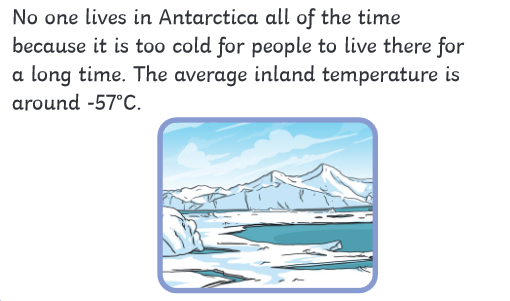 No one lives in Antarctica all of the time
because it is too cold for people to live there for
a long time. The average inland temperature is
around -57°C.